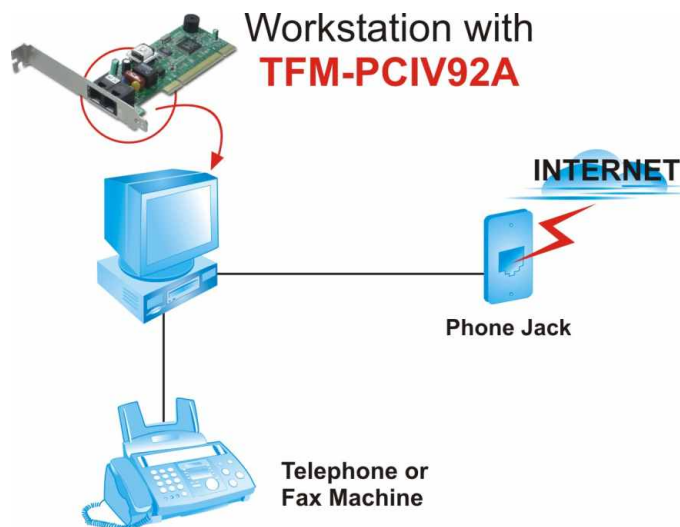 Workstation with
TFM-PCIV92A
INTERNET
Phone Jack
Telephone or
Fax Machine